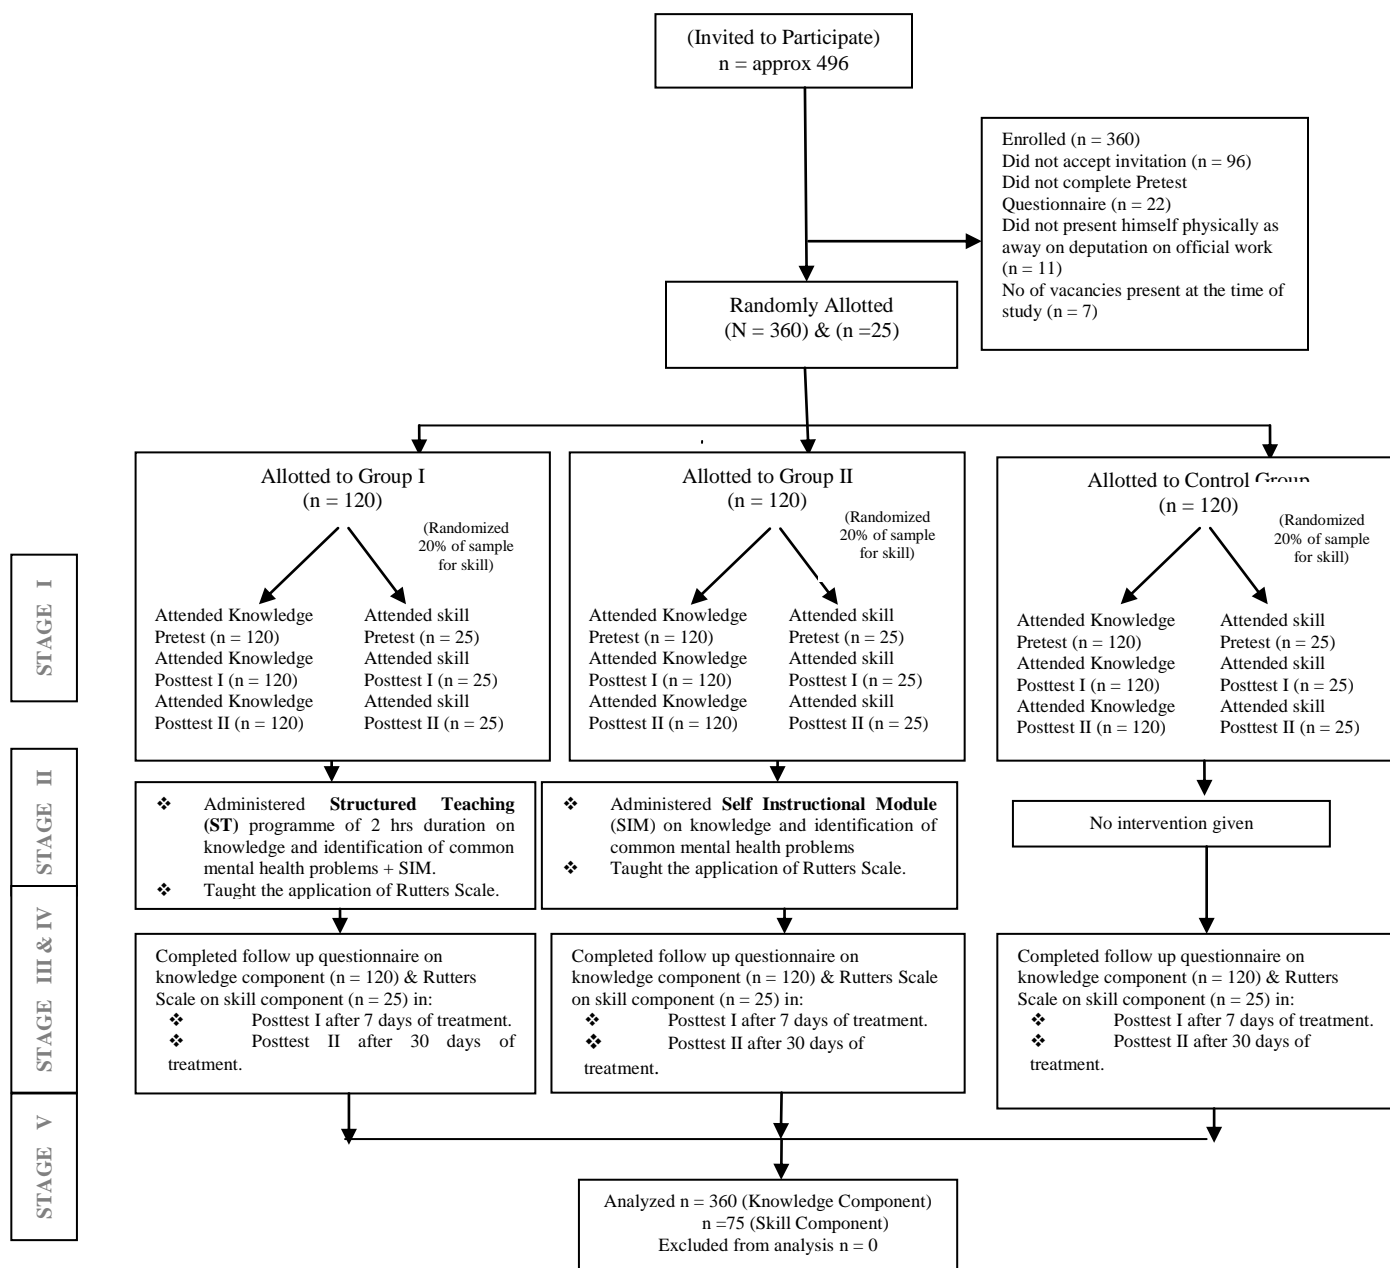 (Invited to Participate)
n = approx 496
Enrolled (n = 360)
Did not accept invitation (n = 96)
Did not complete Pretest
Questionnaire (n = 22)
Did not present himself physically as
away on deputation on official work
(n = 11)
No of vacancies present at the time of
study (n = 7)
Randomly Allotted
(N = 360) & (n =25)
STAGE I
Allotted to Group I
(n = 120)
(Randomized
20% of sample
for skill)
Attended Knowledge
Pretest (n = 120)
Attended Knowledge
Posttest I (n = 120)
Attended Knowledge
Posttest II (n = 120)
Attended skill
Pretest (n = 25)
Attended skill
Posttest I (n = 25)
Attended skill
Posttest II (n = 25)
Allotted to Group II
(n = 120)
(Randomized
20% of sample
for skill)
Attended Knowledge
Pretest (n = 120)
Attended Knowledge
Posttest I (n = 120)
Attended Knowledge
Posttest II (n = 120)
Attended skill
Pretest (n = 25)
Attended skill
Posttest I (n = 25)
Attended skill
Posttest II (n = 25)
Allotted to Control Group
(n = 120)
(Randomized
20% of sample
for skill)
Attended Knowledge
Pretest (n = 120)
Attended Knowledge
Posttest I (n = 120)
Attended Knowledge
Posttest II (n = 120)
Attended skill
Pretest (n = 25)
Attended skill
Posttest I (n = 25)
Attended skill
Posttest II (n = 25)
STAGE II
❖ Administered Structured Teaching
(ST) programme of 2 hrs duration on
knowledge and identification of common
mental health problems + SIM.
❖ Taught the application of Rutters Scale.
❖ Administered Self Instructional Module
(SIM) on knowledge and identification of
common mental health problems
❖ Taught the application of Rutters Scale.
No intervention given
STAGE III & IV
Completed follow up questionnaire on
knowledge component (n = 120) & Rutters
Scale on skill component (n = 25) in:
❖ Posttest I after 7 days of treatment.
❖ Posttest II after 30 days of
treatment.
Completed follow up questionnaire on
knowledge component (n = 120) & Rutters Scale
on skill component (n = 25) in:
❖ Posttest I after 7 days of treatment.
❖ Posttest II after 30 days of
treatment.
Completed follow up questionnaire on
knowledge component (n = 120) & Rutters
Scale on skill component (n = 25) in:
❖ Posttest I after 7 days of treatment.
❖ Posttest II after 30 days of
treatment.
STAGE V
Analyzed n = 360 (Knowledge Component)
n =75 (Skill Component)
Excluded from analysis n = 0